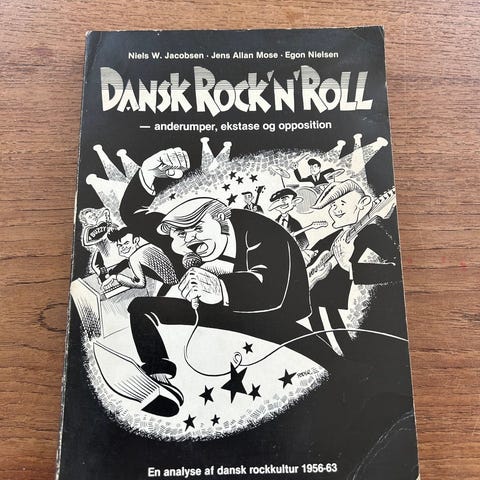 Niels W. Jacobsen · Jens Allan Mose · Egon Nielsen
DANSK ROCK'N'ROLL
— anderumper, ekstase og opposition
En analyse af dansk rockkultur 1956-63